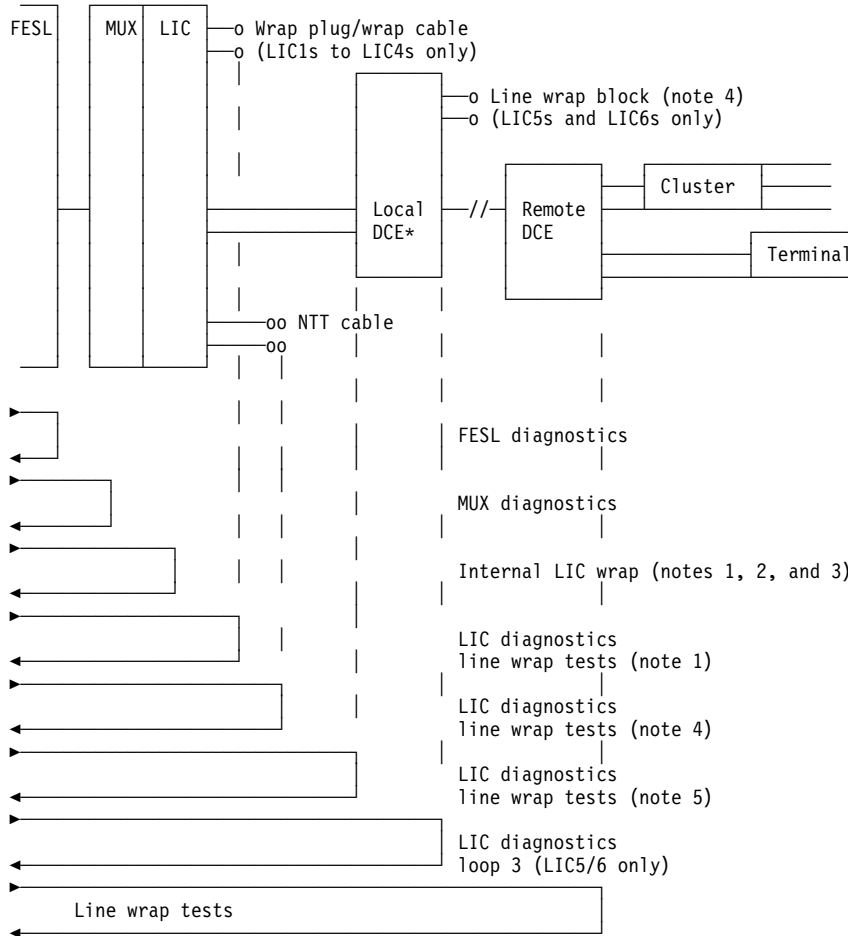 FESL MUX LIC o Wrap plug/wrap cable
o (LIC1s to LIC4s only)
o Line wrap block (note 4)
o (LIC5s and LIC6s only)
Cluster
Local // Remote
DCE* DCE
Terminal
oo NTT cable
oo
FESL diagnostics
MUX diagnostics
Internal LIC wrap (notes 1, 2, and 3)
LIC diagnostics
line wrap tests (note 1)
LIC diagnostics
line wrap tests (note 4)
LIC diagnostics
line wrap tests (note 5)
LIC diagnostics
loop 3 (LIC5/6 only)
Line wrap tests